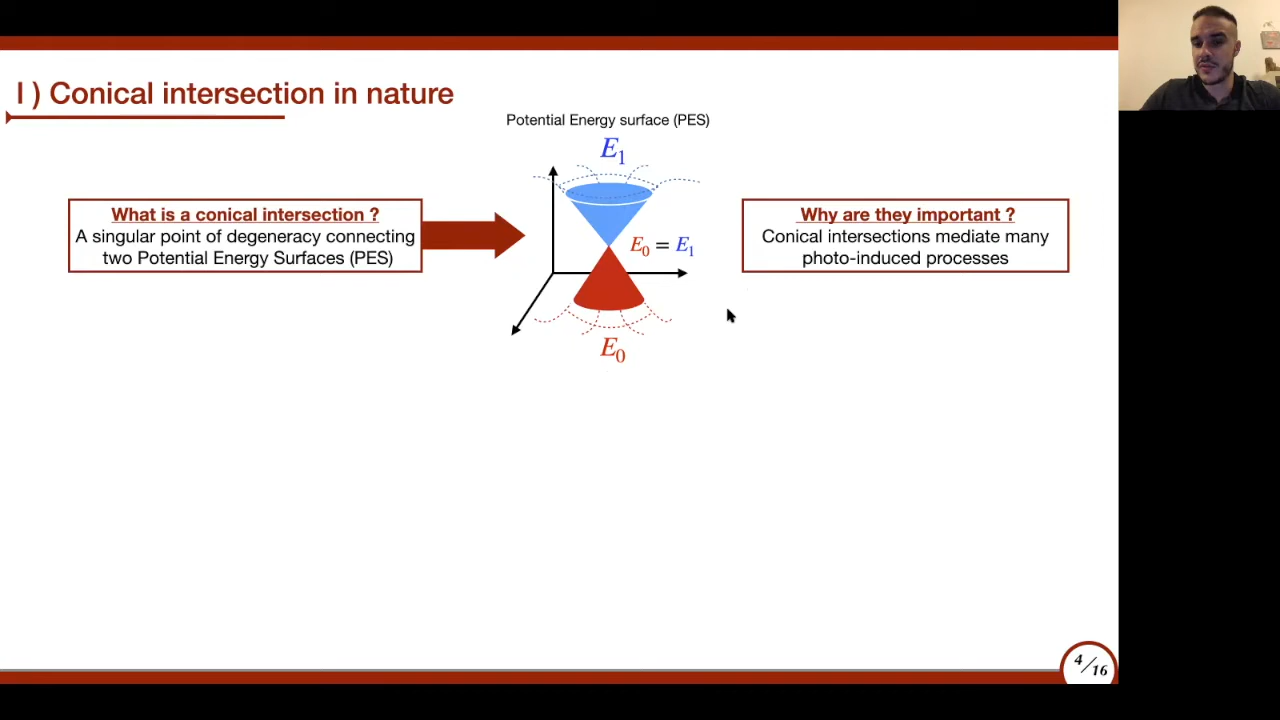 I ) Conical intersection in nature
Potential Energy surface (PES)
E₁
What is a conical intersection ?
A singular point of degeneracy connecting
two Potential Energy Surfaces (PES)
E₀ = E₁
E₀
Why are they important ?
Conical intersections mediate many
photo-induced processes
4/16